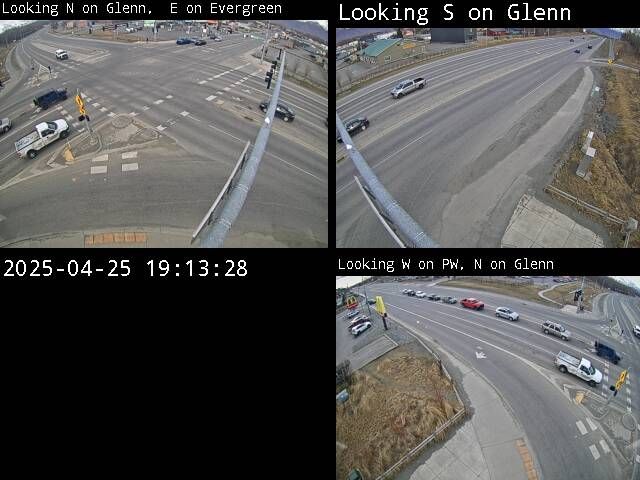 Looking N on Glenn, E on Evergreen
Looking S on Glenn
2025-04-25 19:13:28
Looking W on PW, N on Glenn